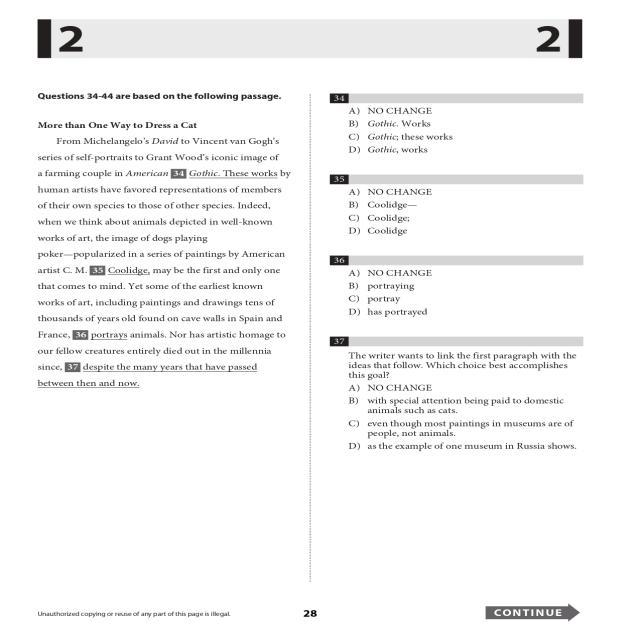 2
2
Questions 34-44 are based on the following passage.
More than One Way to Dress a Cat
From Michelangelo's David to Vincent van Gogh's
series of self-portraits to Grant Wood's iconic image of
a farming couple in American 34 Gothic. These works by
human artists have favored representations of members
of their own species to those of other species. Indeed,
when we think about animals depicted in well-known
works of art, the image of dogs playing
poker—popularized in a series of paintings by American
artist C. M. 35 Coolidge, may be the first and only one
that comes to mind. Yet some of the earliest known
works of art, including paintings and drawings tens of
thousands of years old found on cave walls in Spain and
France, 36 portrays animals. Nor has artistic homage to
our fellow creatures entirely died out in the millennia
since, 37 despite the many years that have passed
between then and now.
34
A) NO CHANGE
B) Gothic. Works
C) Gothic; these works
D) Gothic, works
35
A) NO CHANGE
B) Coolidge—
C) Coolidge;
D) Coolidge
36
A) NO CHANGE
B) portraying
C) portray
D) has portrayed
37
The writer wants to link the first paragraph with the
ideas that follow. Which choice best accomplishes
this goal?
A) NO CHANGE
B) with special attention being paid to domestic
animals such as cats.
C) even though most paintings in museums are of
people, not animals.
D) as the example of one museum in Russia shows.
Unauthorized copying or reuse of any part of this page is illegal.
28
CONTINUE